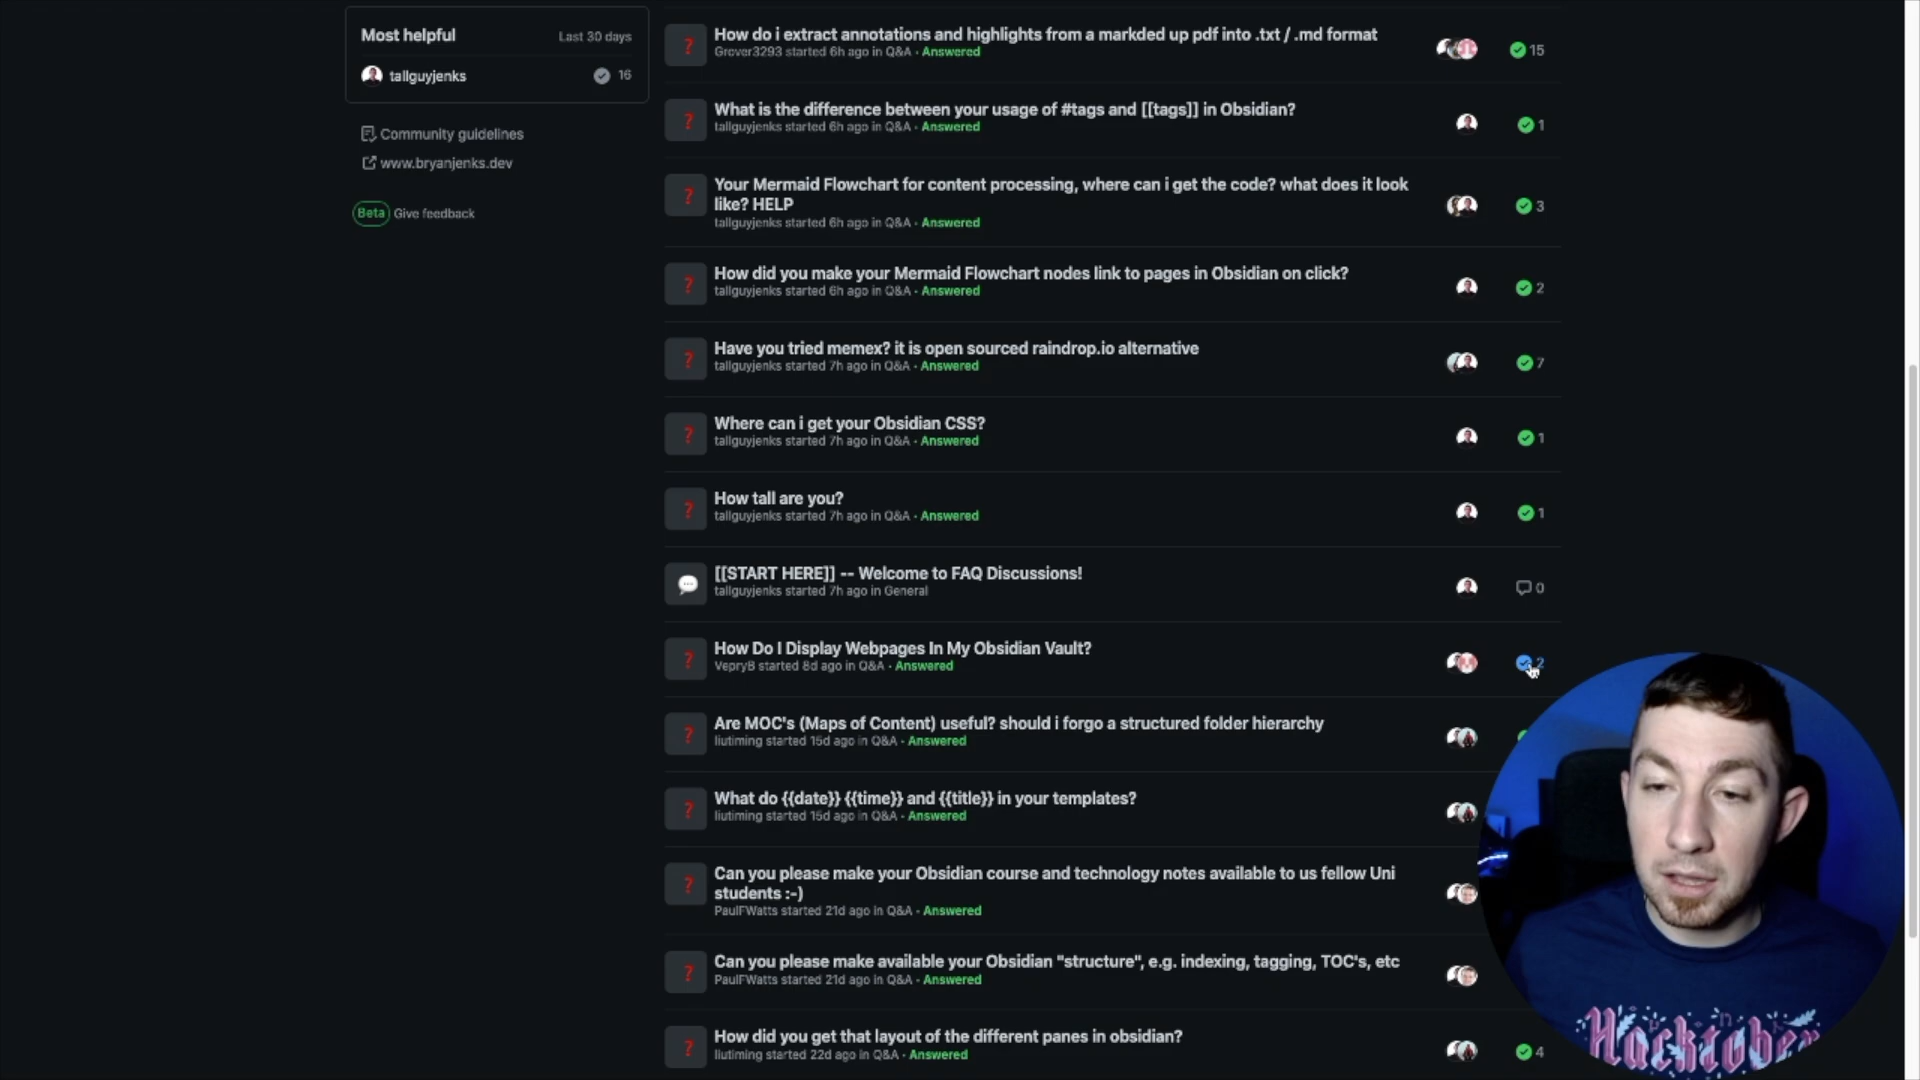 Most helpful
Last 30 days
tallguyjenks
16
Community guidelines
www.bryanjenks.dev
Beta Give feedback
How do i extract annotations and highlights from a markded up pdf into .txt / .md format
Grover3293 started 6h ago in Q&A · Answered
15
What is the difference between your usage of #tags and [[tags]] in Obsidian?
tallguyjenks started 6h ago in Q&A · Answered
1
Your Mermaid Flowchart for content processing, where can i get the code? what does it look
like? HELP
tallguyjenks started 6h ago in Q&A · Answered
3
How did you make your Mermaid Flowchart nodes link to pages in Obsidian on click?
tallguyjenks started 6h ago in Q&A · Answered
2
Have you tried memex? it is open sourced raindrop.io alternative
tallguyjenks started 7h ago in Q&A · Answered
7
Where can i get your Obsidian CSS?
tallguyjenks started 7h ago in Q&A · Answered
1
How tall are you?
tallguyjenks started 7h ago in Q&A · Answered
1
[[START HERE]] -- Welcome to FAQ Discussions!
tallguyjenks started 7h ago in General
0
How Do I Display Webpages In My Obsidian Vault?
VepryB started 8d ago in Q&A · Answered
2
Are MOC's (Maps of Content) useful? should i forgo a structured folder hierarchy
liutiming started 15d ago in Q&A · Answered
What do {{date}} {{time}} and {{title}} in your templates?
liutiming started 15d ago in Q&A · Answered
Can you please make your Obsidian course and technology notes available to us fellow Uni
students :-)
PaulFWatts started 21d ago in Q&A · Answered
Can you please make available your Obsidian "structure", e.g. indexing, tagging, TOC's, etc
PaulFWatts started 21d ago in Q&A · Answered
How did you get that layout of the different panes in obsidian?
liutiming started 22d ago in Q&A · Answered
4
Hacktober